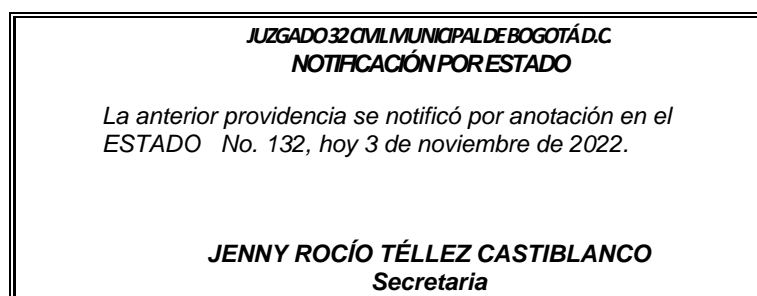 JUZGADO 32 CIVIL MUNICIPAL DE BOGOTÁ D.C.
NOTIFICACIÓN POR ESTADO
La anterior providencia se notificó por anotación en el
ESTADO No. 132, hoy 3 de noviembre de 2022.
JENNY ROCÍO TÉLLEZ CASTIBLANCO
Secretaria